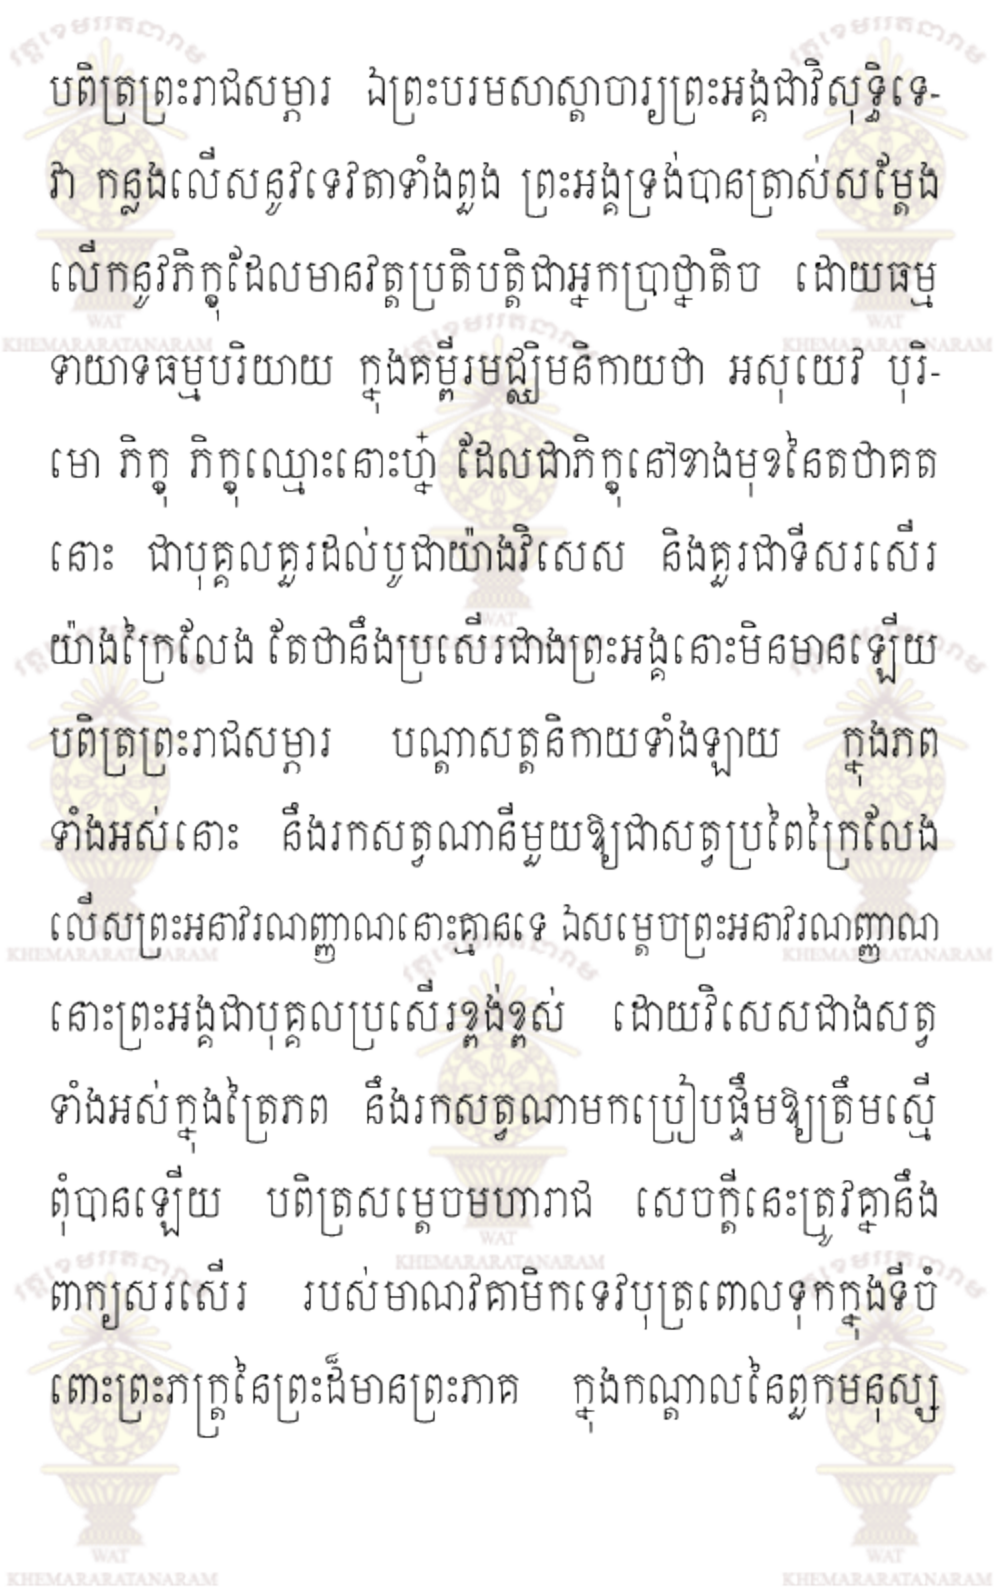 បពិត្រព្រះរាជសម្ភារ ឯព្រះបរមសាស្តាចារ្យព្រះអង្គជាវិសុទ្ធិទេ-
វា កន្លងលើសនូវទេវតាទាំងពួង ព្រះអង្គទ្រង់បានត្រាស់សម្តែង
លើកនូវភិក្ខុដែលមានវត្តប្រតិបត្តិជាអ្នកប្រាថ្នាតិច ដោយធម្ម
ទាយាទធម្មបរិយាយ ក្នុងគម្ពីរមជ្ឈិមនិកាយថា អសុយេវ បុរិ-
មោ ភិក្ខុ ភិក្ខុឈ្មោះនោះហ្ន៎ ដែលជាភិក្ខុនៅខាងមុខនៃតថាគត
នោះ ជាបុគ្គលគួរដល់បូជាយ៉ាងវិសេស និងគួរជាទីសរសើរ
យ៉ាងក្រៃលែង តែថានឹងប្រសើរជាងព្រះអង្គនោះមិនមានឡើយ
បពិត្រព្រះរាជសម្ភារ បណ្តាសត្តនិកាយទាំងឡាយ ក្នុងភព
ទាំងអស់នោះ នឹងរកសត្វណានីមួយឱ្យជាសត្វប្រពៃក្រៃលែង
លើសព្រះអនាវរណញ្ញាណនោះគ្មានទេ ឯសម្តេចព្រះអនាវរណញ្ញាណ
នោះព្រះអង្គជាបុគ្គលប្រសើរខ្ពង់ខ្ពស់ ដោយវិសេសជាងសត្វ
ទាំងអស់ក្នុងត្រៃភព នឹងរកសត្វណាមកប្រៀបផ្ទឹមឱ្យត្រឹមស្មើ
ពុំបានឡើយ បពិត្រសម្តេចមហារាជ សេចក្តីនេះត្រូវគ្នានឹង
ពាក្យសរសើរ របស់មាណវគាមិកទេវបុត្រពោលទុកក្នុងទីចំ
ពោះព្រះភក្ត្រនៃព្រះដ៏មានព្រះភាគ ក្នុងកណ្តាលនៃពួកមនុស្ស
វត្តខេមររតនារាម
WAT
KHEMARARATANARAM